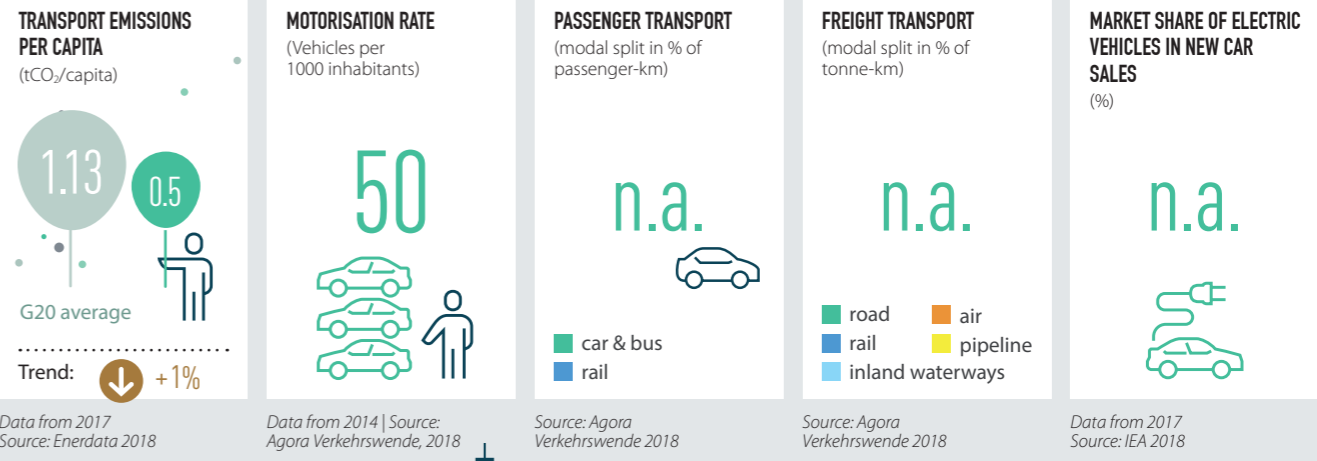 TRANSPORT EMISSIONS
PER CAPITA
(tCO₂/capita)
1.13
0.5
G20 average
Trend:
+1%
Data from 2017
Source: Enerdata 2018
MOTORISATION RATE
(Vehicles per
1000 inhabitants)
50
Data from 2014 | Source:
Agora Verkehrswende, 2018
PASSENGER TRANSPORT
(modal split in % of
passenger-km)
n.a.
car & bus
rail
Source: Agora
Verkehrswende 2018
FREIGHT TRANSPORT
(modal split in % of
tonne-km)
n.a.
road
air
rail
pipeline
inland waterways
Source: Agora
Verkehrswende 2018
MARKET SHARE OF ELECTRIC
VEHICLES IN NEW CAR
SALES
(%)
n.a.
Data from 2017
Source: IEA 2018